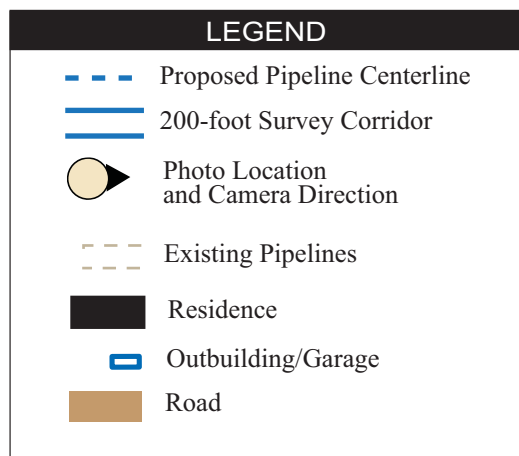 LEGEND
Proposed Pipeline Centerline
200-foot Survey Corridor
Photo Location
and Camera Direction
Existing Pipelines
Residence
Outbuilding/Garage
Road